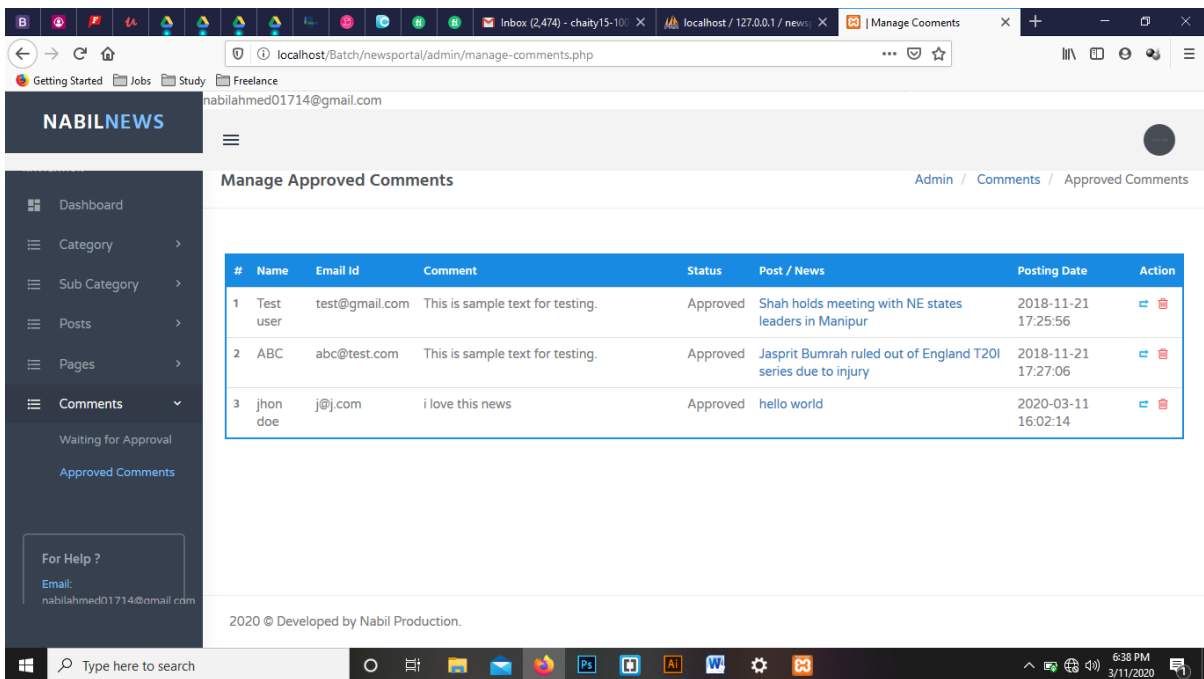 Inbox (2,474) - chaity15-100
localhost / 127.0.0.1 / news
| Manage Cooments
localhost/Batch/newsportal/admin/manage-comments.php
Getting Started Jobs Study Freelance
nabilahmed01714@gmail.com
NABILNEWS
Manage Approved Comments
Admin / Comments / Approved Comments
Dashboard
Category
Sub Category
Posts
Pages
Comments
Waiting for Approval
Approved Comments
# Name Email Id Comment Status Post / News Posting Date Action
1 Test user test@gmail.com This is sample text for testing. Approved Shah holds meeting with NE states leaders in Manipur 2018-11-21 17:25:56
2 ABC abc@test.com This is sample text for testing. Approved Jasprit Bumrah ruled out of England T20I series due to injury 2018-11-21 17:27:06
3 jhon doe j@j.com i love this news Approved hello world 2020-03-11 16:02:14
For Help ?
Email:
nabilahmed01714@gmail.com
2020 © Developed by Nabil Production.
Type here to search
Ps
Ai
W
6:38 PM
3/11/2020